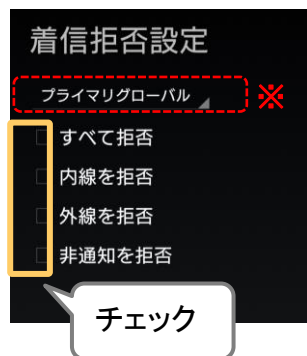 着信拒否設定
プライマリグローバル ※
すべて拒否
内線を拒否
外線を拒否
非通知を拒否
チェック